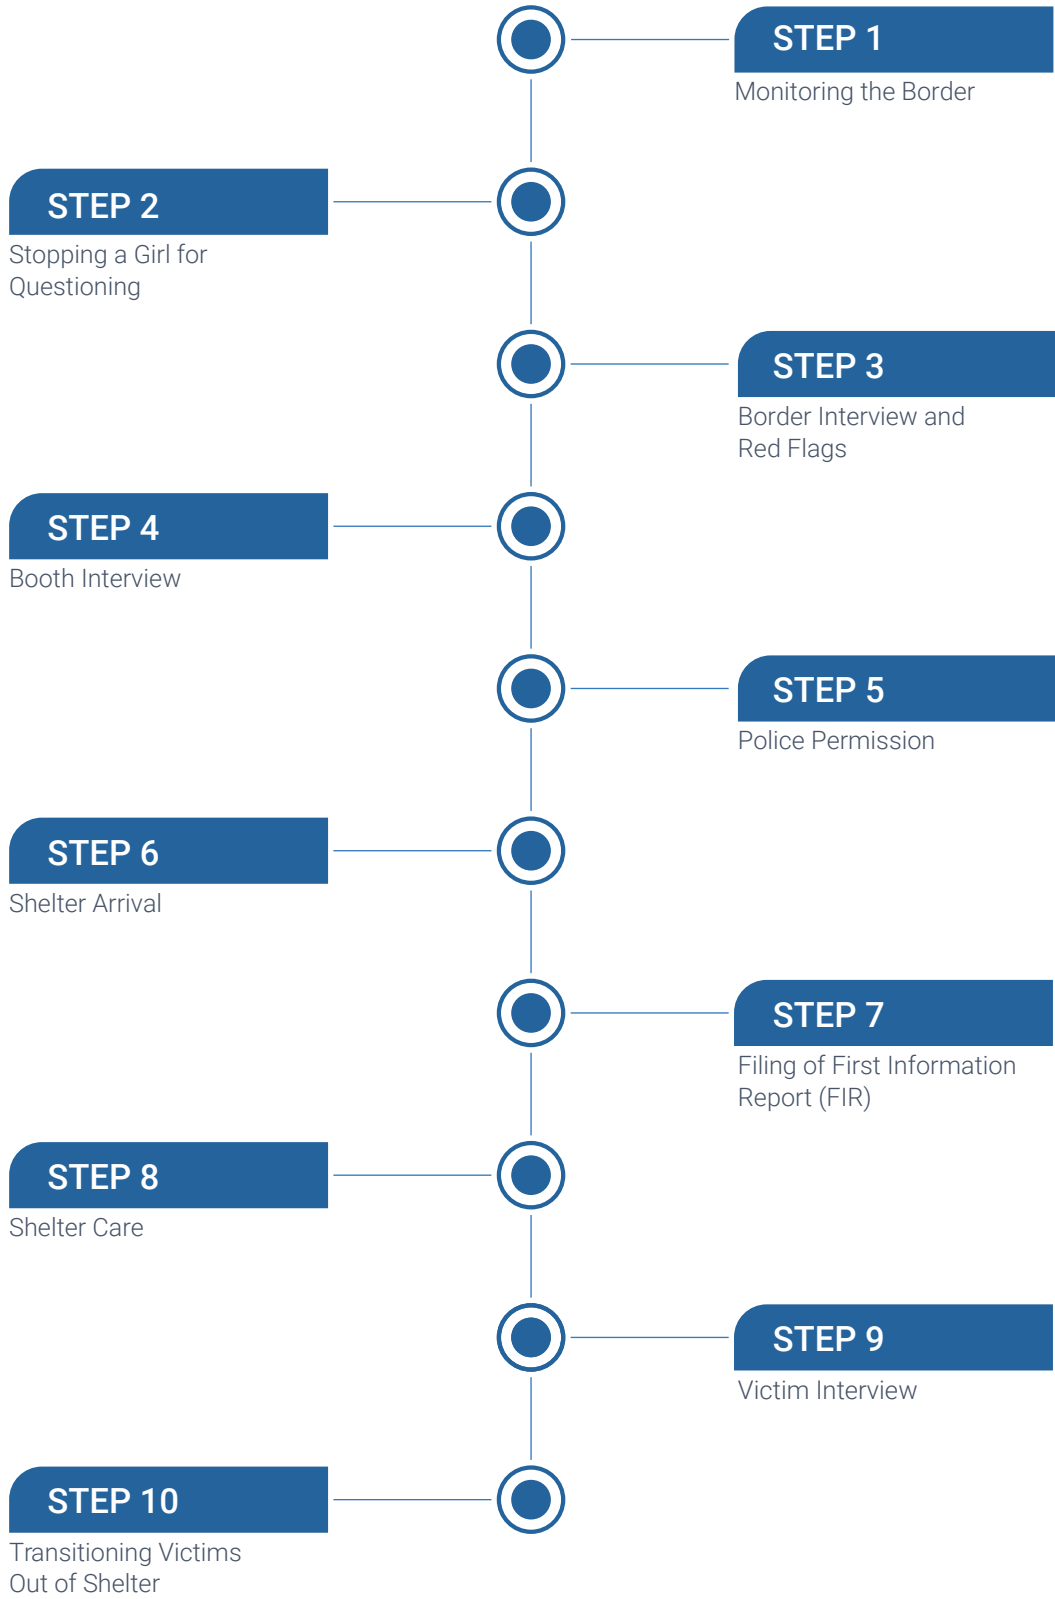 STEP 1
Monitoring the Border
STEP 2
Stopping a Girl for
Questioning
STEP 3
Border Interview and
Red Flags
STEP 4
Booth Interview
STEP 5
Police Permission
STEP 6
Shelter Arrival
STEP 7
Filing of First Information
Report (FIR)
STEP 8
Shelter Care
STEP 9
Victim Interview
STEP 10
Transitioning Victims
Out of Shelter